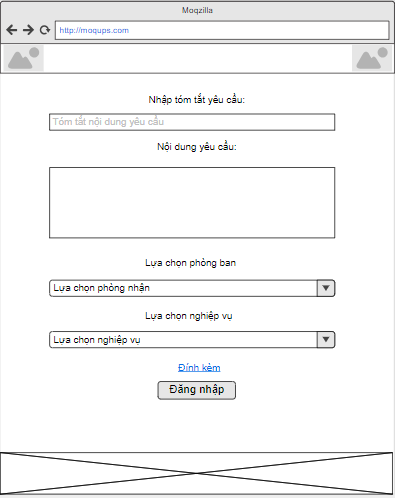 Moqzilla
http://moqups.com
Nhập tóm tắt yêu cầu:
Tóm tắt nội dung yêu cầu
Nội dung yêu cầu:
Lựa chọn phòng ban
Lựa chọn phòng nhận
Lựa chọn nghiệp vụ
Lựa chọn nghiệp vụ
Đính kèm
Đăng nhập